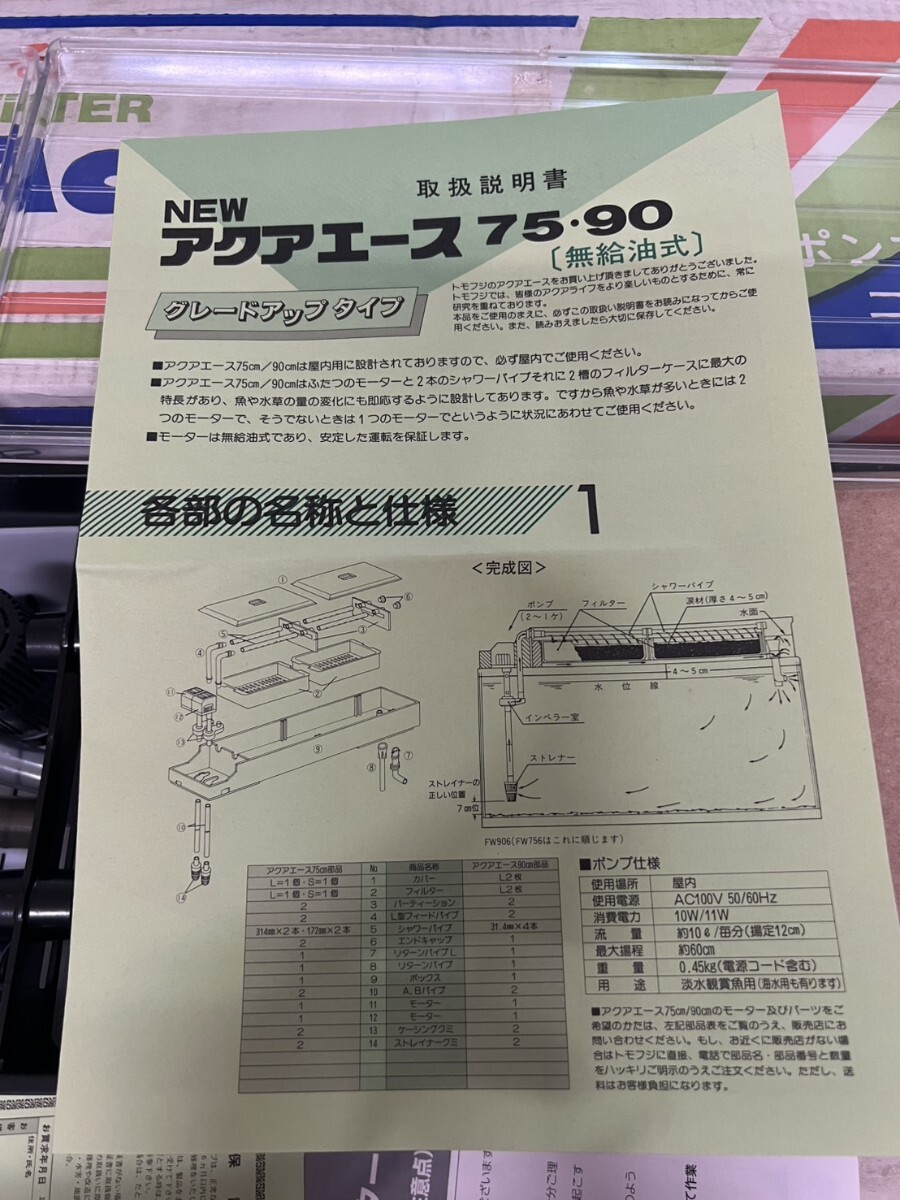 取扱説明書
NEW
アクアエース 75・90
〔無給油式〕
グレードアップ タイプ
トモフジのアクアエースをお買い上げ頂きましてありがとうございました。
トモフジでは、皆様のアクアライフをより楽しいものとするために、常に
研究を重ねております。
本品をご使用のまえに、必ずこの取扱い説明書をお読みになってからご使
用ください。また、読みおえましたら大切に保存してください。
■アクアエース75cm／90cmは屋内用に設計されておりますので、必ず屋内でご使用ください。
■アクアエース75cm／90cmはふたつのモーターと2本のシャワーパイプそれに2槽のフィルターケースに最大の
特長があり、魚や水草の量の変化にも即応するように設計してあります。ですから魚や水草が多いときには2
つのモーターで、そうでないときは1つのモーターでというように状況にあわせてご使用ください。
■モーターは無給油式であり、安定した運転を保証します。
各部の名称と仕様 1
① ② ③ ④ ⑤ ⑥ ⑦ ⑧ ⑨ ⑩ ⑪ ⑫ ⑬ ⑭
＜完成図＞
ポンプ
(2〜1ケ)
フィルター
シャワーパイプ
濾材(厚さ4〜5cm)
水面
4〜5cm
水位線
インペラー室
ストレナー
ストレイナーの
正しい位置
7cm位
FW906(FW756はこれに順じます)
アクアエース75cm部品 No 商品名称 アクアエース90cm部品
L=1個・S=1個 1 カバー L2枚
L=1個・S=1個 2 フィルター L2枚
2 3 パーティーション 2
2 4 L型フィードパイプ 2
314mm×2本・172mm×2本 5 シャワーパイプ 31.4mm×4本
2 6 エンドキャップ 1
1 7 リターンパイプL 1
1 8 リターンパイプ 1
1 9 ボックス 1
2 10 A,Bパイプ 2
1 11 モーター 1
1 12 モーター 1
2 13 ケーシングクミ 2
2 14 ストレイナークミ 2
■ポンプ仕様
使用場所 屋内
使用電源 AC100V 50/60Hz
消費電力 10W/11W
流量 約10ℓ/毎分(揚定12cm)
最大揚程 約60cm
重量 0.45kg(電源コード含む)
用途 淡水観賞魚用(海水用も有ります)
■アクアエース75cm/90cmのモーター及びパーツをご
希望のかたは、左記部品表をご覧のうえ、販売店にお
問い合わせください。もし、お近くに販売店がない場
合はトモフジに直接、電話で部品名・部品番号と数量
をハッキリご明示のうえご注文ください。ただし、送
料はお客様負担になります。
ポン
お買求年月日
住所・氏名
保
意点)
て作業